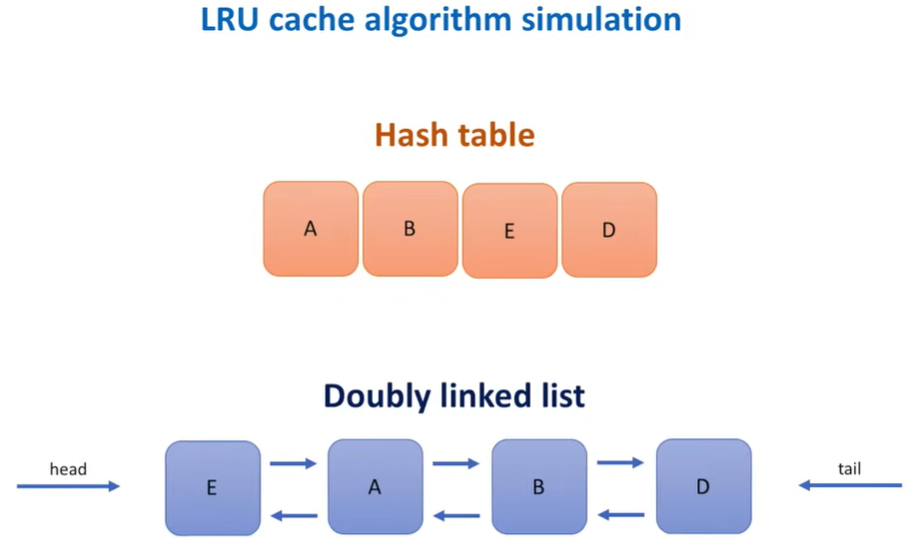 LRU cache algorithm simulation
Hash table
A B E D
Doubly linked list
head E A B D tail